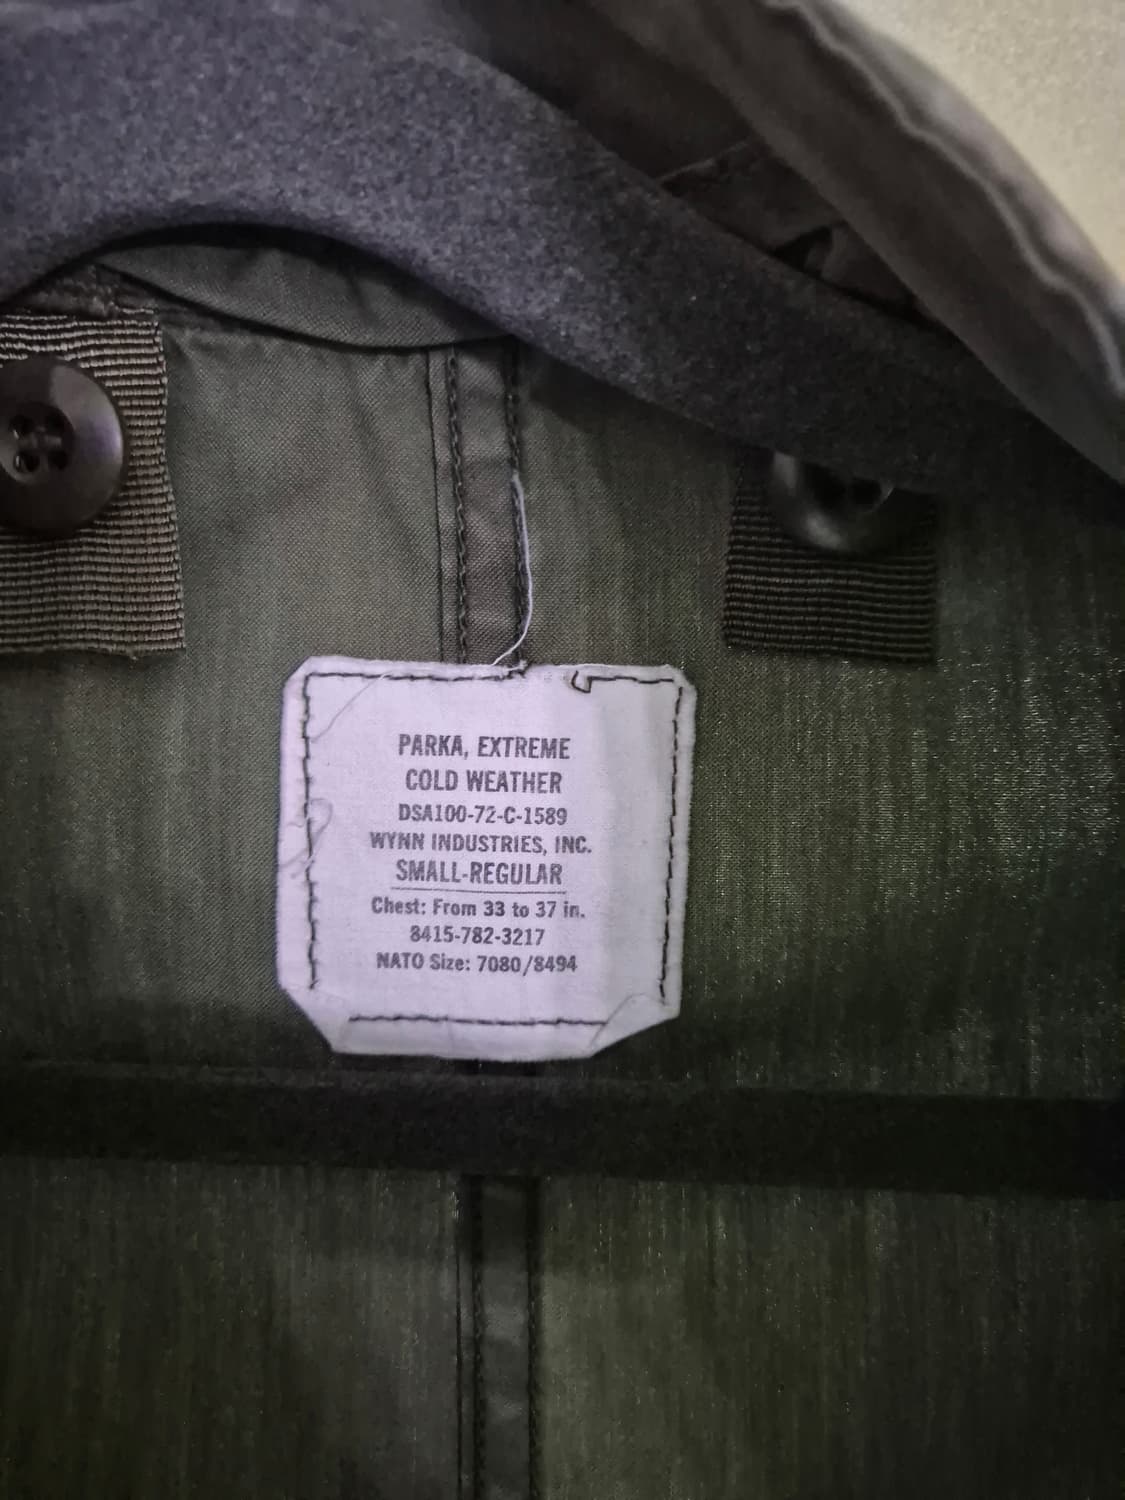 PARKA, EXTREME
COLD WEATHER
DSA100-72-C-1589
WYNN INDUSTRIES, INC.
SMALL-REGULAR
Chest: From 33 to 37 in.
8415-782-3217
NATO Size: 7080/8494